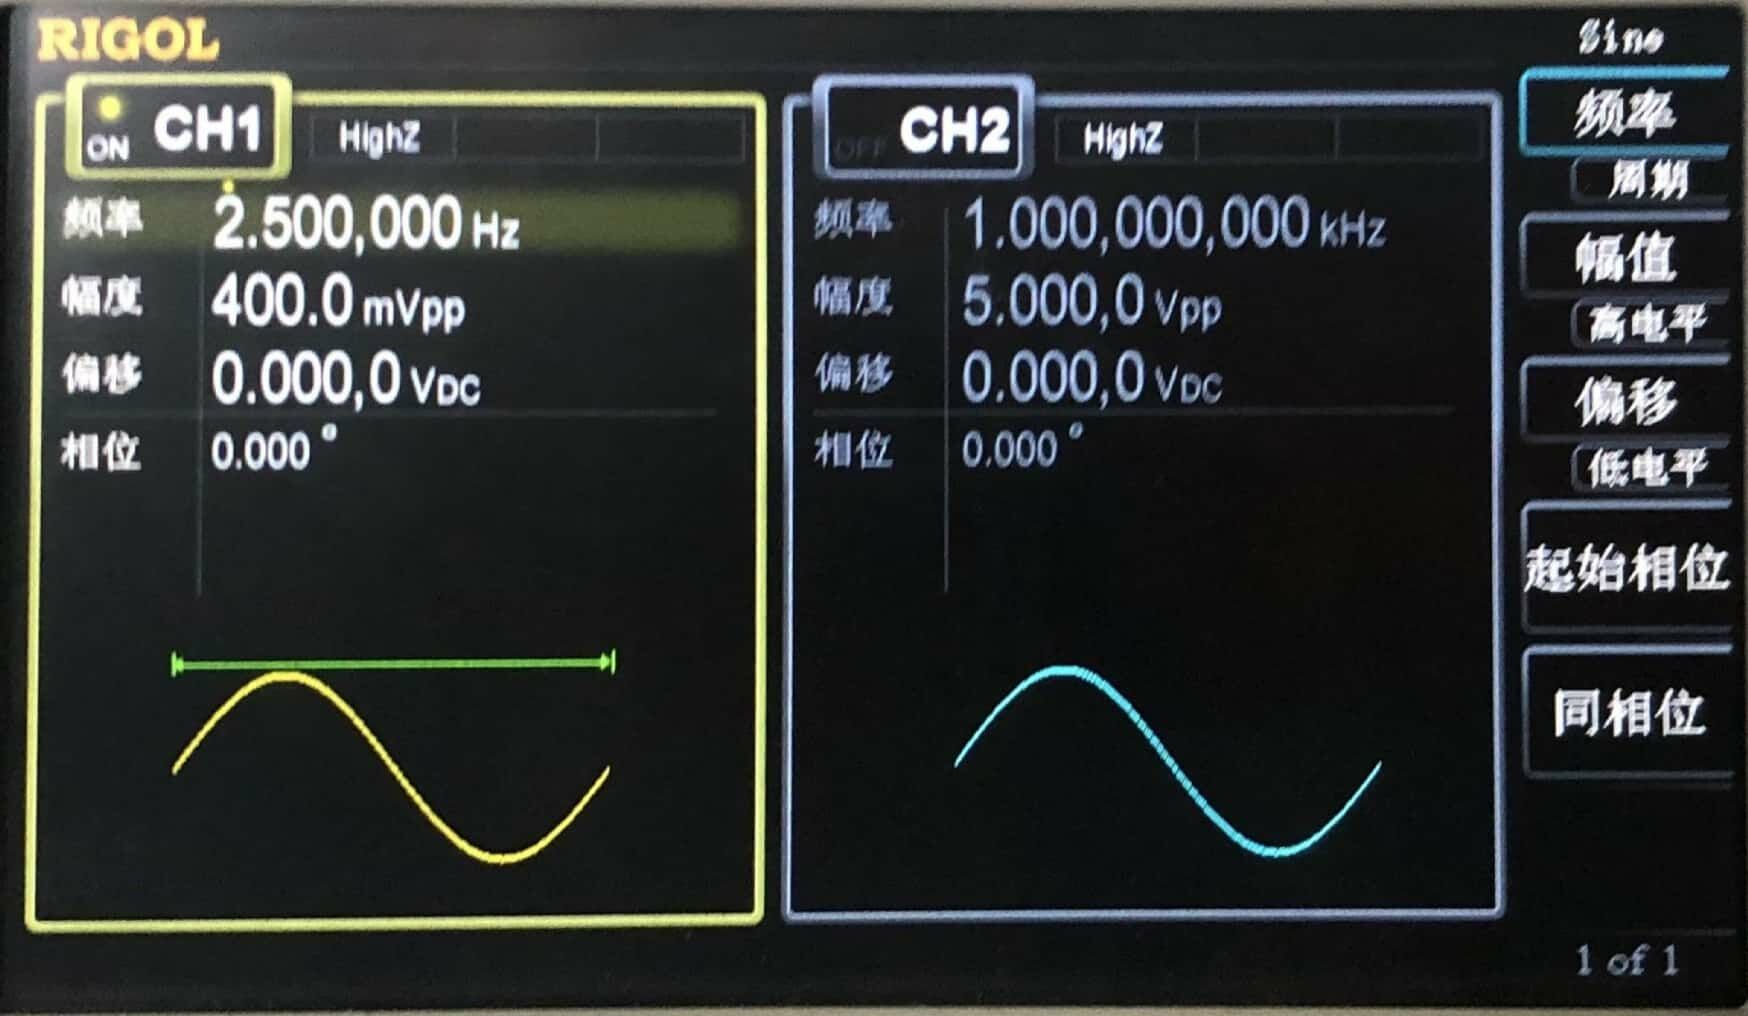 RIGOL
Sine
ON CH1 HighZ
频率 2.500,000 Hz
幅度 400.0 mVpp
偏移 0.000,0 VDC
相位 0.000 °
OFF CH2 HighZ
频率 1.000,000,000 kHz
幅度 5.000,0 Vpp
偏移 0.000,0 VDC
相位 0.000 °
频率
周期
幅值
高电平
偏移
低电平
起始相位
同相位
1 of 1